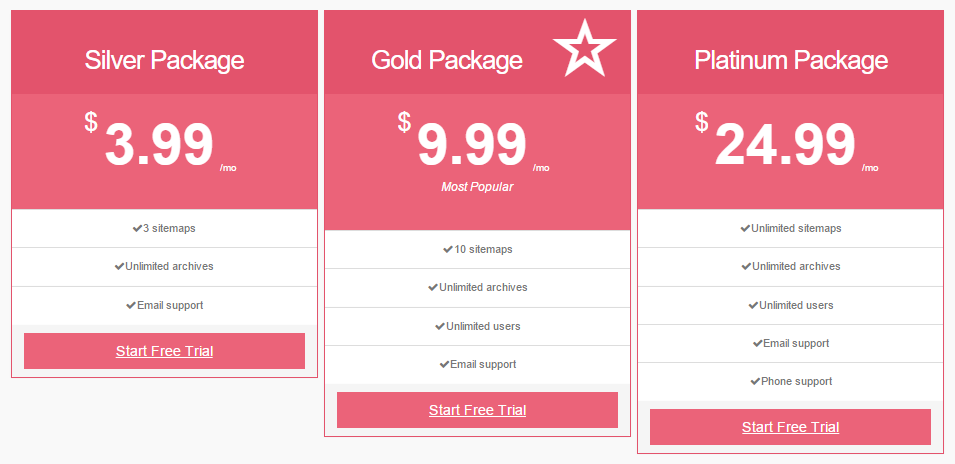 Silver Package
$ 3.99 /mo
3 sitemaps
Unlimited archives
Email support
Start Free Trial
Gold Package
$ 9.99 /mo
Most Popular
10 sitemaps
Unlimited archives
Unlimited users
Email support
Start Free Trial
Platinum Package
$ 24.99 /mo
Unlimited sitemaps
Unlimited archives
Unlimited users
Email support
Phone support
Start Free Trial